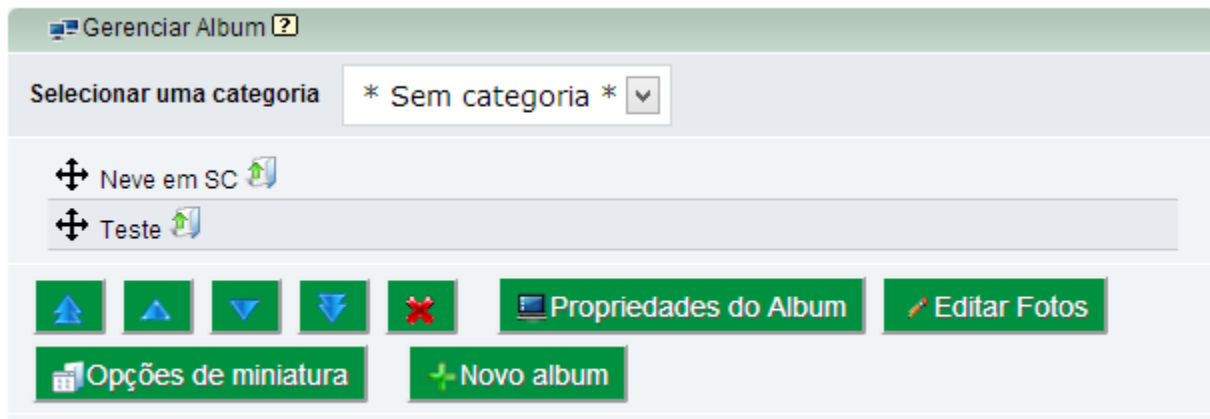 Gerenciar Album ?
Selecionar uma categoria * Sem categoria *
Neve em SC
Teste
Propriedades do Album Editar Fotos
Opções de miniatura Novo album